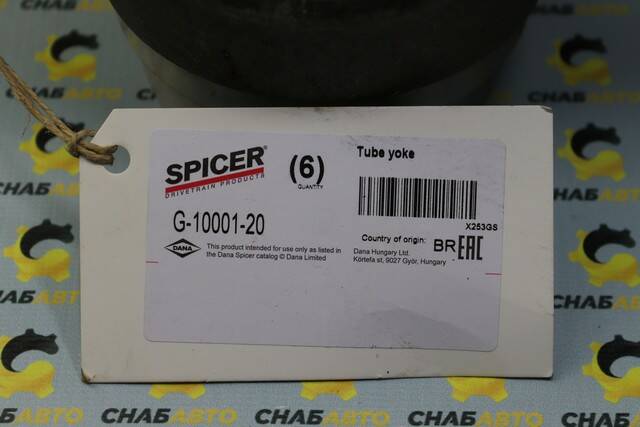 SPICER®
DRIVETRAIN PRODUCTS
(6)
QUANTITY
Tube yoke
G-10001-20
X253GS
DANA
This product intended for use only as listed in
the Dana Spicer catalog © Dana Limited
Country of origin: BR EAC
Dana Hungary Ltd.
Körtefa st, 9027 Győr, Hungary
СНАБАВТО
СНАБАВТО
СНАБАВТО
СНАБАВТО
СНАБАВТО